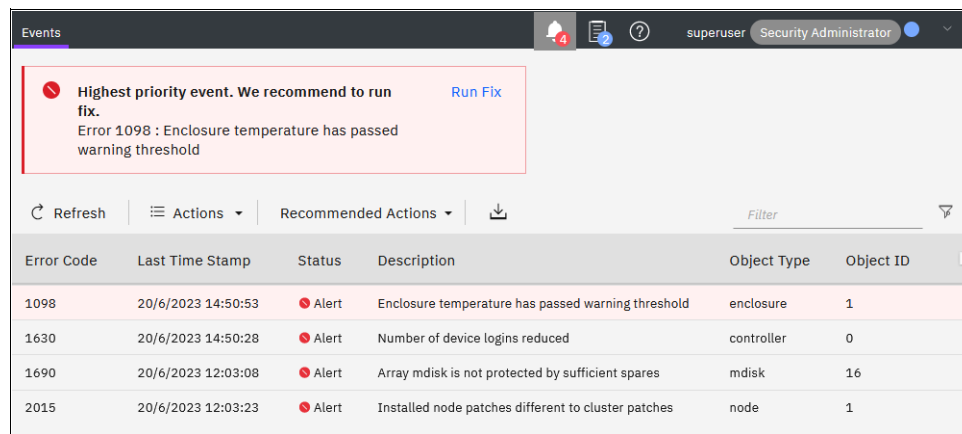 Events 4 2 superuser Security Administrator
Highest priority event. We recommend to run Run Fix
fix.
Error 1098 : Enclosure temperature has passed
warning threshold
Refresh Actions Recommended Actions Filter
Error Code Last Time Stamp Status Description Object Type Object ID
1098 20/6/2023 14:50:53 Alert Enclosure temperature has passed warning threshold enclosure 1
1630 20/6/2023 14:50:28 Alert Number of device logins reduced controller 0
1690 20/6/2023 12:03:08 Alert Array mdisk is not protected by sufficient spares mdisk 16
2015 20/6/2023 12:03:23 Alert Installed node patches different to cluster patches node 1